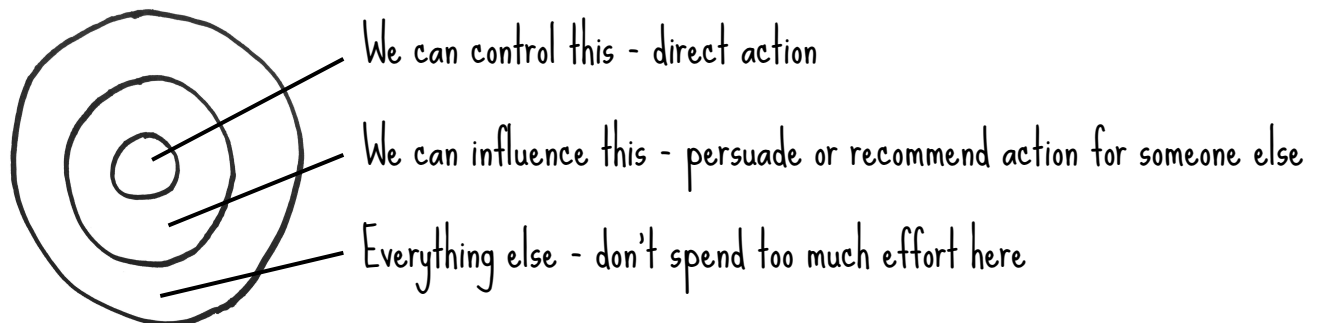 We can control this - direct action
We can influence this - persuade or recommend action for someone else
Everything else - don't spend too much effort here